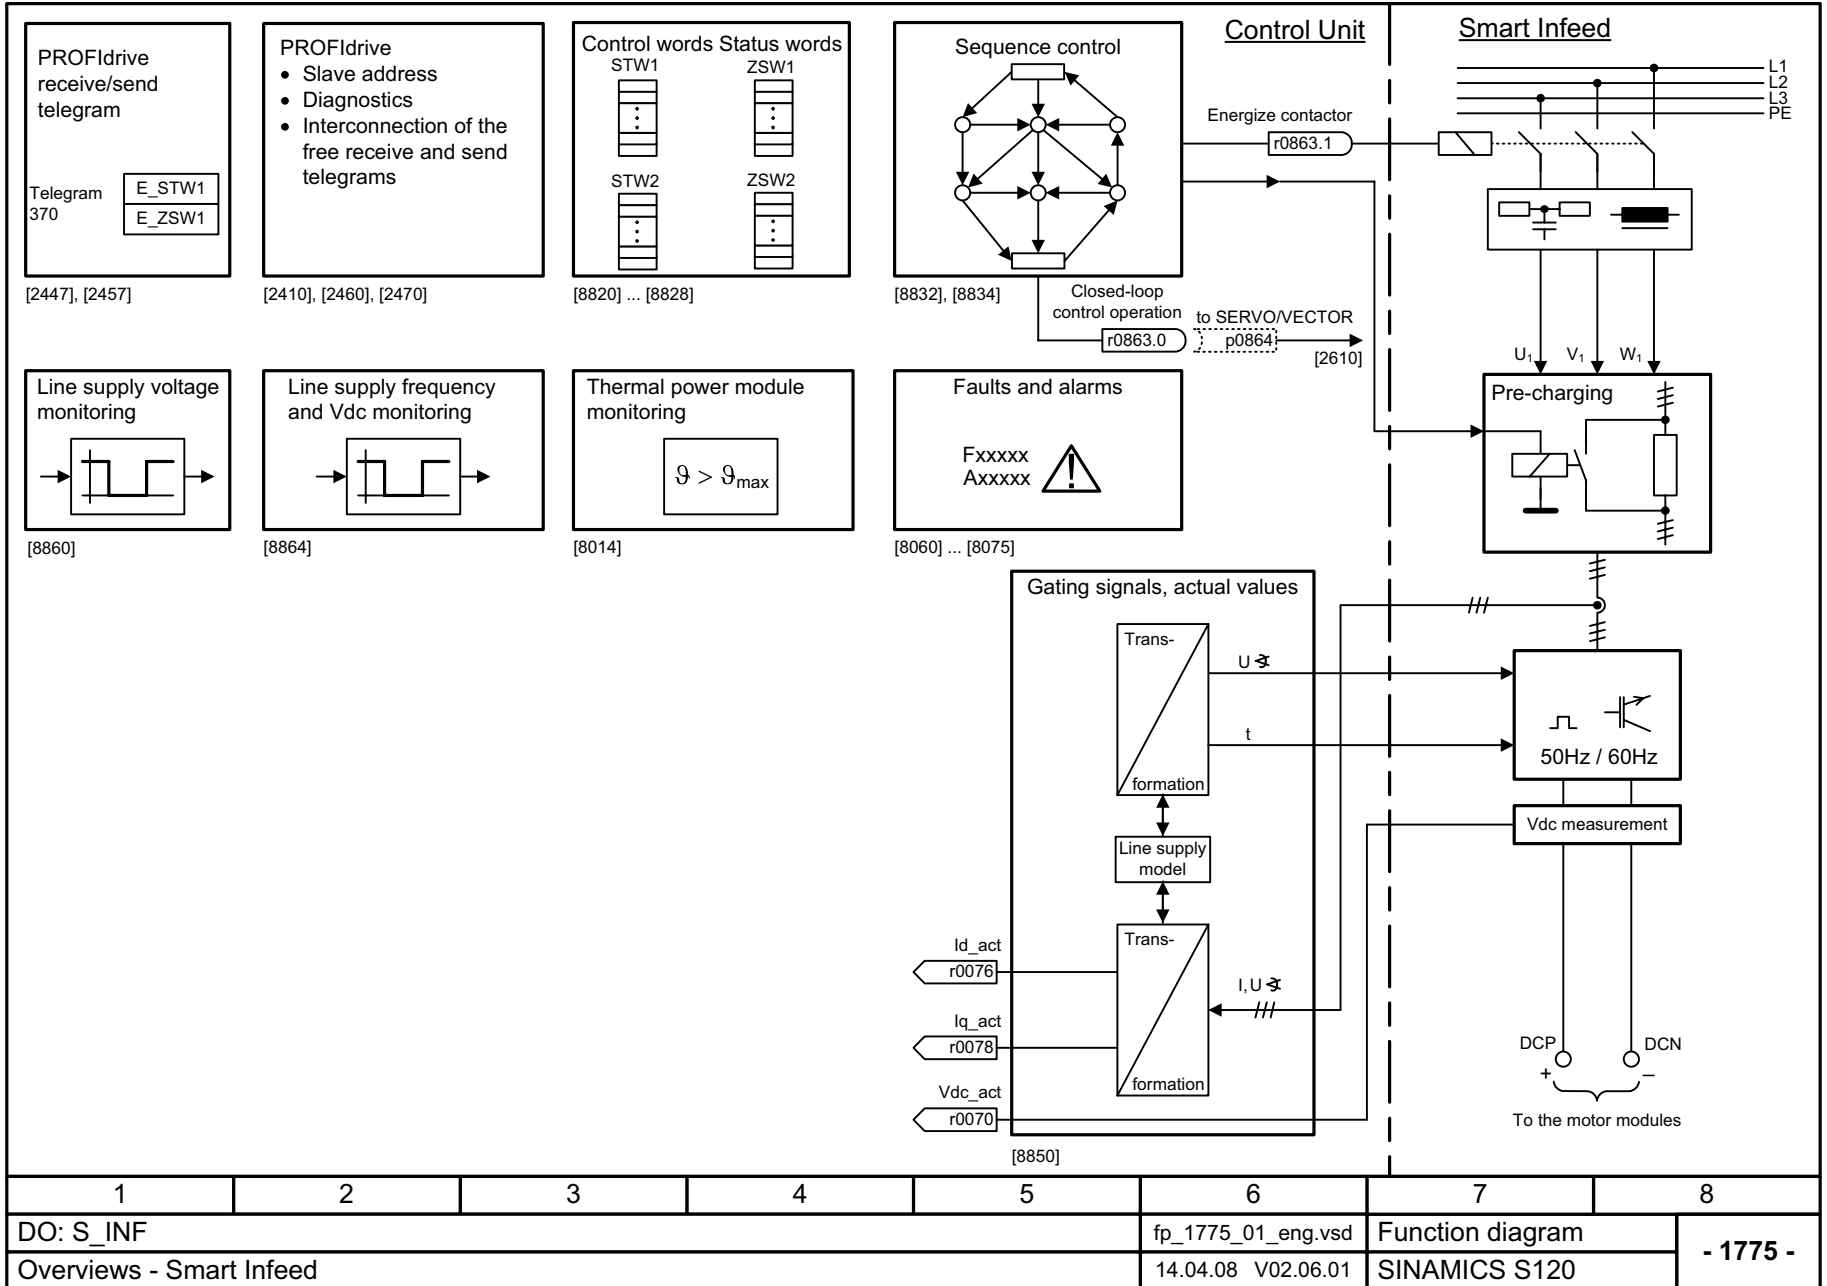 PROFIdrive
receive/send
telegram
Telegram
370
E_STW1
E_ZSW1
[2447], [2457]
PROFIdrive
• Slave address
• Diagnostics
• Interconnection of the
free receive and send
telegrams
[2410], [2460], [2470]
Control words Status words
STW1 ZSW1
STW2 ZSW2
[8820] ... [8828]
Sequence control
[8832], [8834]
Control Unit
Smart Infeed
L1
L2
L3
PE
Energize contactor
r0863.1
Closed-loop
control operation
r0863.0
to SERVO/VECTOR
p0864
[2610]
U1 V1 W1
Line supply voltage
monitoring
[8860]
Line supply frequency
and Vdc monitoring
[8864]
Thermal power module
monitoring
ϑ > ϑmax
[8014]
Faults and alarms
Fxxxxx
Axxxxx
!
[8060] ... [8075]
Pre-charging
Gating signals, actual values
Trans-
formation
U ∢
t
50Hz / 60Hz
Vdc measurement
Line supply
model
Trans-
formation
I,U ∢
Id_act
r0076
Iq_act
r0078
Vdc_act
r0070
[8850]
DCP DCN
+ –
To the motor modules
1 2 3 4 5 6 7 8
DO: S_INF
fp_1775_01_eng.vsd
Function diagram
- 1775 -
Overviews - Smart Infeed
14.04.08 V02.06.01
SINAMICS S120